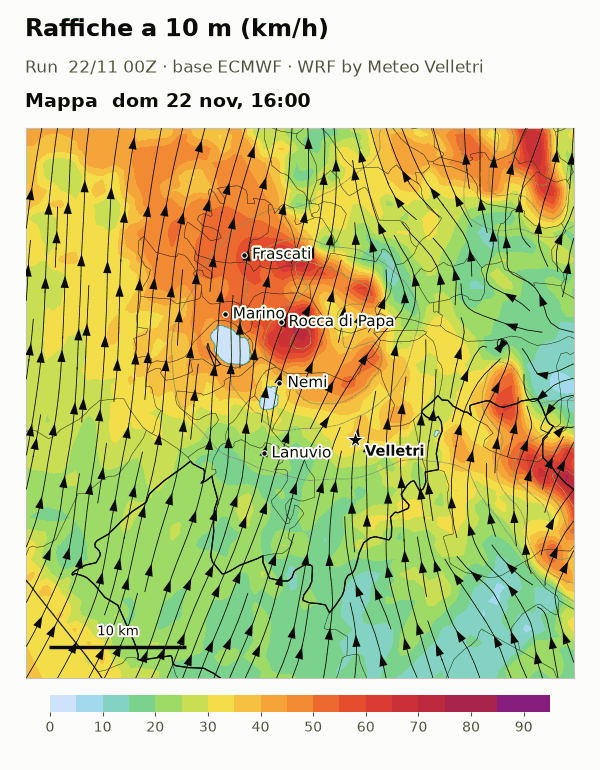 Raffiche a 10 m (km/h)
Run 22/11 00Z · base ECMWF · WRF by Meteo Velletri
Mappa dom 22 nov, 16:00
Frascati
Marino
Rocca di Papa
Nemi
Velletri
Lanuvio
10 km
0 10 20 30 40 50 60 70 80 90